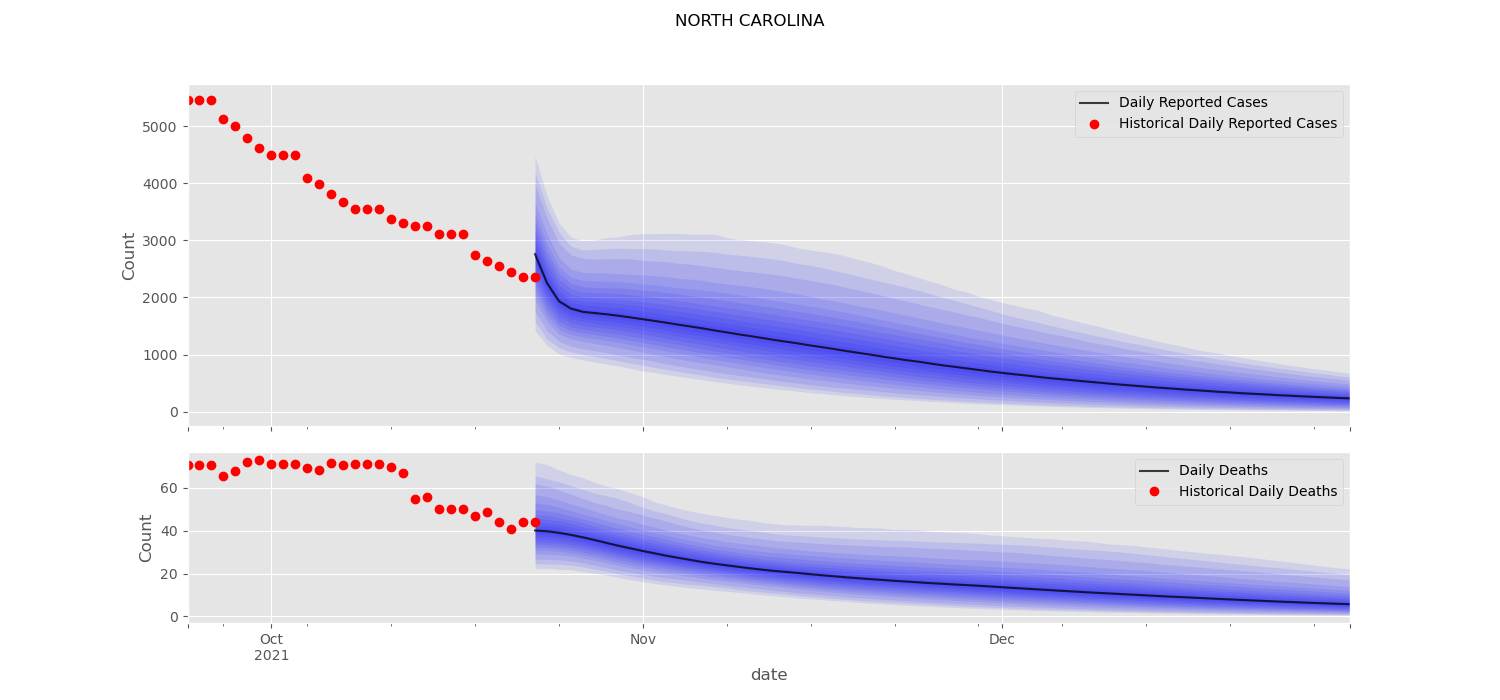 NORTH CAROLINA
Daily Reported Cases
Historical Daily Reported Cases
5000
4000
3000
2000
1000
0
Count
Daily Deaths
Historical Daily Deaths
60
40
20
0
Count
Oct
2021
Nov
Dec
date